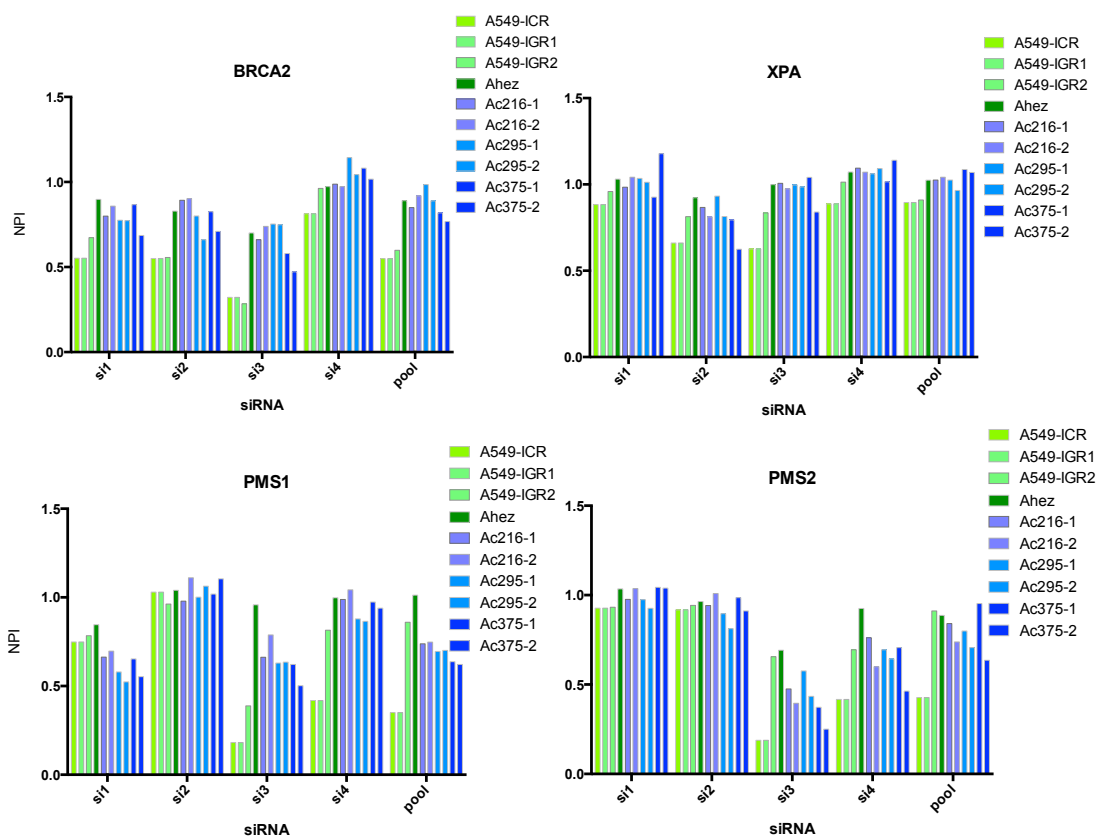 BRCA2
NPI
1.5
1.0
0.5
0.0
si1
si2
si3
si4
pool
siRNA
A549-ICR
A549-IGR1
A549-IGR2
Ahez
Ac216-1
Ac216-2
Ac295-1
Ac295-2
Ac375-1
Ac375-2
XPA
1.5
1.0
0.5
0.0
si1
si2
si3
si4
pool
siRNA
A549-ICR
A549-IGR1
A549-IGR2
Ahez
Ac216-1
Ac216-2
Ac295-1
Ac295-2
Ac375-1
Ac375-2
PMS1
NPI
1.5
1.0
0.5
0.0
si1
si2
si3
si4
pool
siRNA
A549-ICR
A549-IGR1
A549-IGR2
Ahez
Ac216-1
Ac216-2
Ac295-1
Ac295-2
Ac375-1
Ac375-2
PMS2
1.5
1.0
0.5
0.0
si1
si2
si3
si4
pool
siRNA
A549-ICR
A549-IGR1
A549-IGR2
Ahez
Ac216-1
Ac216-2
Ac295-1
Ac295-2
Ac375-1
Ac375-2